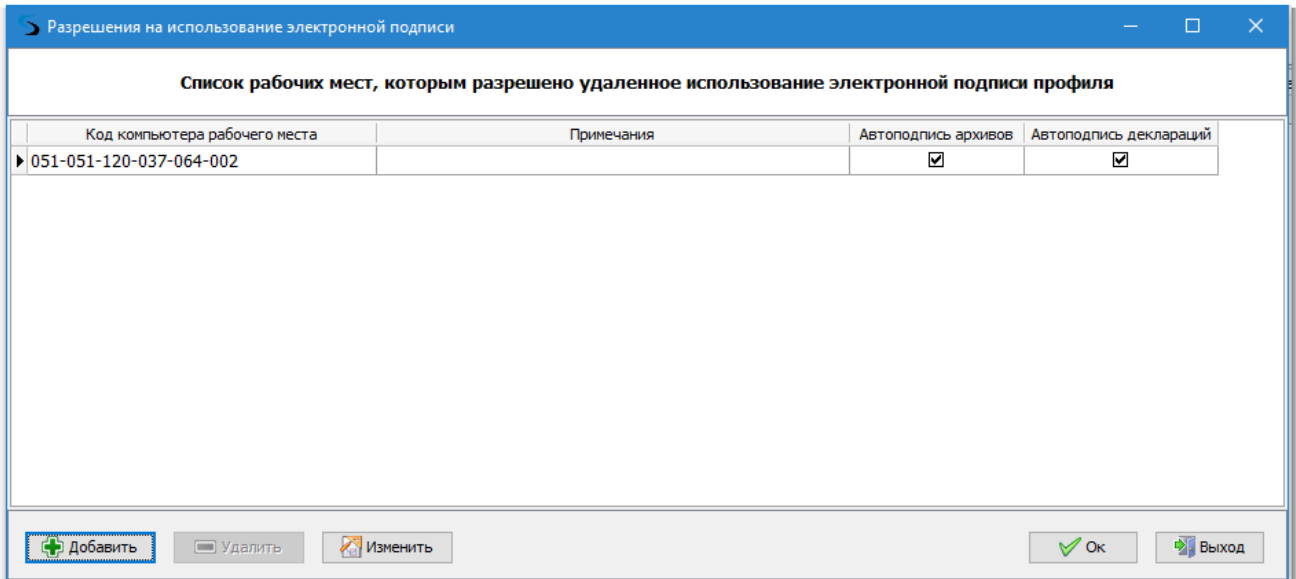 Разрешения на использование электронной подписи
Список рабочих мест, которым разрешено удаленное использование электронной подписи профиля
Код компьютера рабочего места Примечания Автоподпись архивов Автоподпись деклараций
051-051-120-037-064-002
Добавить Удалить Изменить Ок Выход